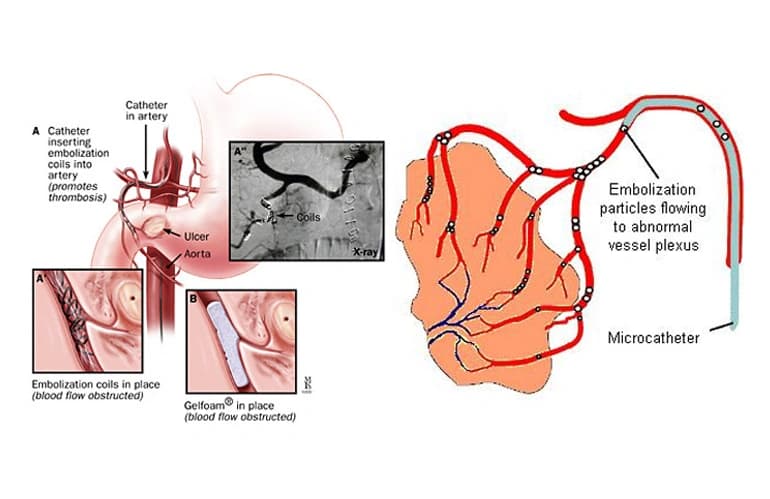 Catheter
in artery
A Catheter
inserting
embolization
coils into
artery
(promotes
thrombosis)
A"
Coils
X-ray
Ulcer
Aorta
A'
B
Embolization coils in place
(blood flow obstructed)
Gelfoam® in place
(blood flow obstructed)
Embolization
particles flowing
to abnormal
vessel plexus
Microcatheter